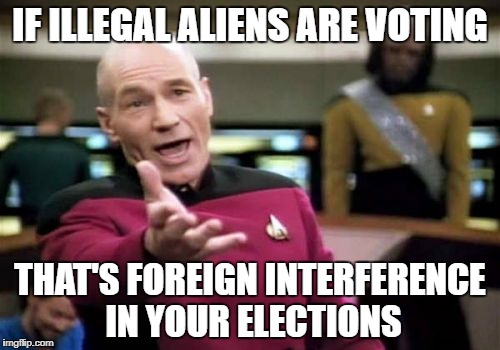 IF ILLEGAL ALIENS ARE VOTING
THAT'S FOREIGN INTERFERENCE
IN YOUR ELECTIONS
imgflip.com